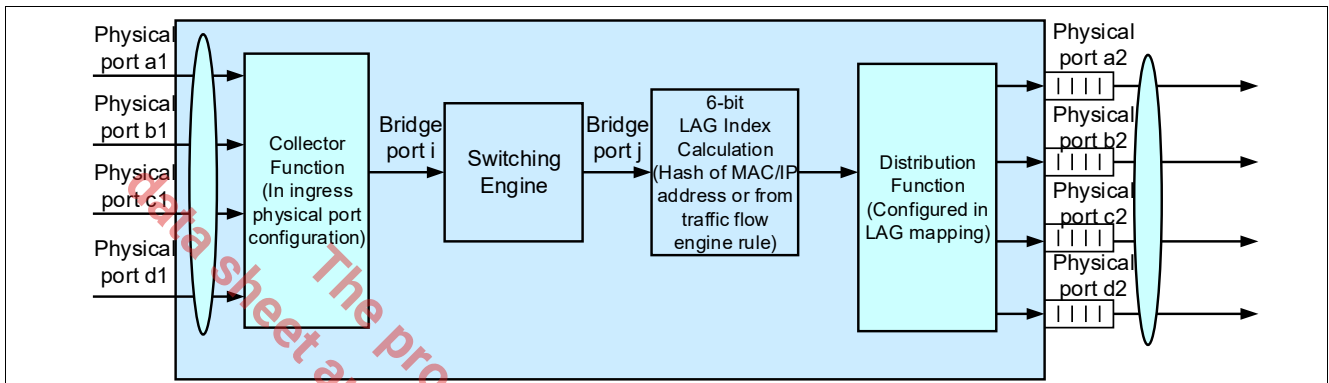 Physical
port a1
Physical
port b1
Physical
port c1
Physical
port d1
Collector
Function
(In ingress
physical port
configuration)
Bridge
port i
Switching
Engine
Bridge
port j
6-bit
LAG Index
Calculation
(Hash of MAC/IP
address or from
traffic flow
engine rule)
Distribution
Function
(Configured in
LAG mapping)
Physical
port a2
Physical
port b2
Physical
port c2
Physical
port d2
The pro
data sheet a